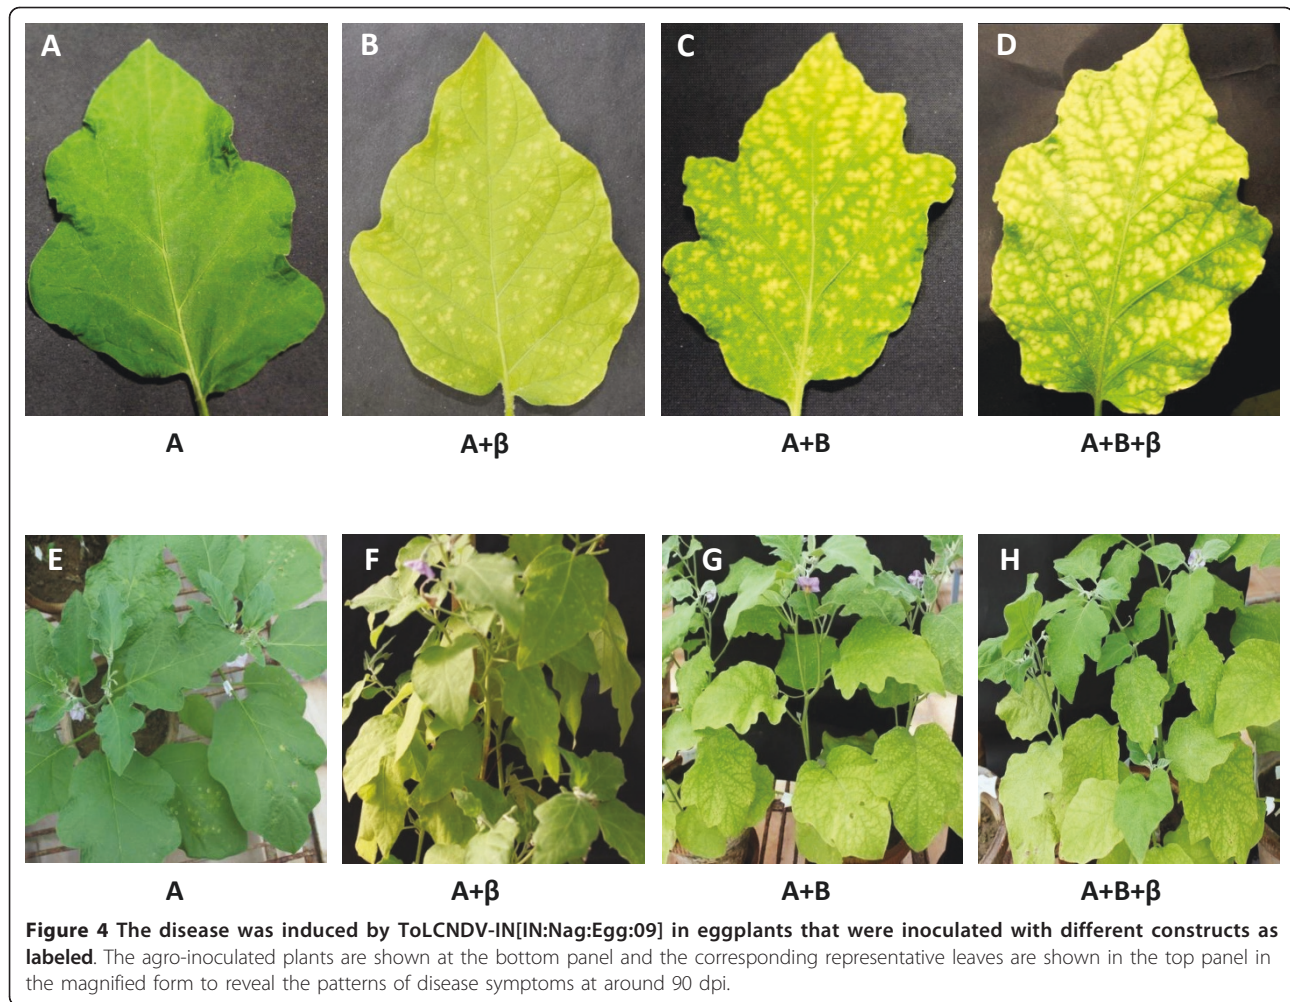 A B C D
A A+β A+B A+B+β
E F G H
A A+β A+B A+B+β
Figure 4 The disease was induced by ToLCNDV-IN[IN:Nag:Egg:09] in eggplants that were inoculated with different constructs as
labeled. The agro-inoculated plants are shown at the bottom panel and the corresponding representative leaves are shown in the top panel in
the magnified form to reveal the patterns of disease symptoms at around 90 dpi.